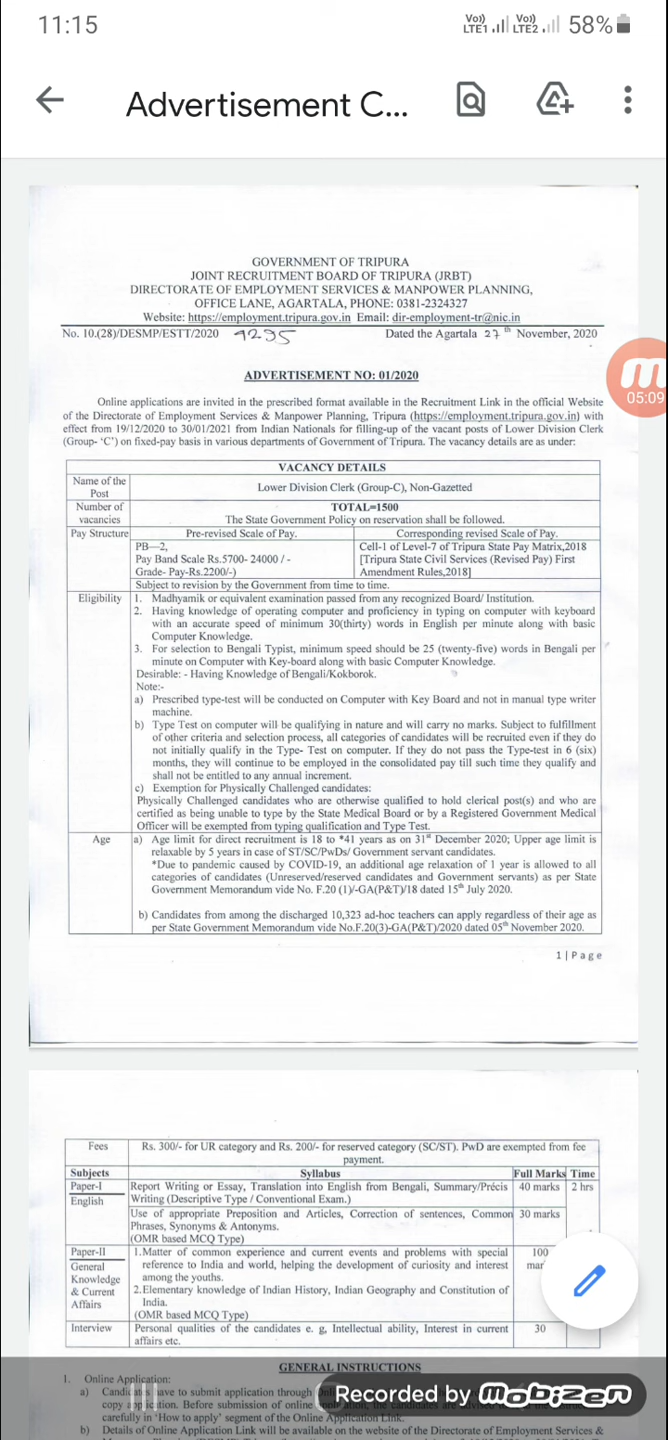 11:15
Vo)) LTE1 Vo)) LTE2 58%
Advertisement C...
GOVERNMENT OF TRIPURA
JOINT RECRUITMENT BOARD OF TRIPURA (JRBT)
DIRECTORATE OF EMPLOYMENT SERVICES & MANPOWER PLANNING,
OFFICE LANE, AGARTALA, PHONE: 0381-2324327
Website: https://employment.tripura.gov.in Email: dir-employment-tr@nic.in
No. 10.(28)/DESMP/ESTT/2020 9295 Dated the Agartala 27th November, 2020
05:09
ADVERTISEMENT NO: 01/2020
Online applications are invited in the prescribed format available in the Recruitment Link in the official Website
of the Directorate of Employment Services & Manpower Planning, Tripura (https://employment.tripura.gov.in) with
effect from 19/12/2020 to 30/01/2021 from Indian Nationals for filling-up of the vacant posts of Lower Division Clerk
(Group- 'C') on fixed-pay basis in various departments of Government of Tripura. The vacancy details are as under:
VACANCY DETAILS
Name of the
Post
Lower Division Clerk (Group-C), Non-Gazetted
Number of
vacancies
TOTAL=1500
The State Government Policy on reservation shall be followed.
Pay Structure
Pre-revised Scale of Pay.
Corresponding revised Scale of Pay.
PB—2,
Pay Band Scale Rs.5700- 24000 / -
Grade- Pay-Rs.2200/-)
Cell-1 of Level-7 of Tripura State Pay Matrix,2018
[Tripura State Civil Services (Revised Pay) First
Amendment Rules,2018]
Subject to revision by the Government from time to time.
Eligibility
1. Madhyamik or equivalent examination passed from any recognized Board/ Institution.
2. Having knowledge of operating computer and proficiency in typing on computer with keyboard
with an accurate speed of minimum 30(thirty) words in English per minute along with basic
Computer Knowledge.
3. For selection to Bengali Typist, minimum speed should be 25 (twenty-five) words in Bengali per
minute on Computer with Key-board along with basic Computer Knowledge.
Desirable: - Having Knowledge of Bengali/Kokborok.
Note:-
a) Prescribed type-test will be conducted on Computer with Key Board and not in manual type writer
machine.
b) Type Test on computer will be qualifying in nature and will carry no marks. Subject to fulfillment
of other criteria and selection process, all categories of candidates will be recruited even if they do
not initially qualify in the Type- Test on computer. If they do not pass the Type-test in 6 (six)
months, they will continue to be employed in the consolidated pay till such time they qualify and
shall not be entitled to any annual increment.
c) Exemption for Physically Challenged candidates:
Physically Challenged candidates who are otherwise qualified to hold clerical post(s) and who are
certified as being unable to type by the State Medical Board or by a Registered Government Medical
Officer will be exempted from typing qualification and Type Test.
Age
a) Age limit for direct recruitment is 18 to *41 years as on 31st December 2020; Upper age limit is
relaxable by 5 years in case of ST/SC/PwDs/ Government servant candidates.
*Due to pandemic caused by COVID-19, an additional age relaxation of 1 year is allowed to all
categories of candidates (Unreserved/reserved candidates and Government servants) as per State
Government Memorandum vide No. F.20 (1)/-GA(P&T)/18 dated 15th July 2020.
b) Candidates from among the discharged 10,323 ad-hoc teachers can apply regardless of their age as
per State Government Memorandum vide No.F.20(3)-GA(P&T)/2020 dated 05th November 2020.
1 | Page
Fees
Rs. 300/- for UR category and Rs. 200/- for reserved category (SC/ST). PwD are exempted from fee
payment.
Subjects Syllabus Full Marks Time
Paper-I
English
Report Writing or Essay, Translation into English from Bengali, Summary/Précis
Writing (Descriptive Type / Conventional Exam.)
40 marks 2 hrs
Use of appropriate Preposition and Articles, Correction of sentences, Common
Phrases, Synonyms & Antonyms.
(OMR based MCQ Type)
30 marks
Paper-II
General
Knowledge
& Current
Affairs
1.Matter of common experience and current events and problems with special
reference to India and world, helping the development of curiosity and interest
among the youths.
2.Elementary knowledge of Indian History, Indian Geography and Constitution of
India.
(OMR based MCQ Type)
100
mar
Interview
Personal qualities of the candidates e. g, Intellectual ability, Interest in current
affairs etc.
30
GENERAL INSTRUCTIONS
1. Online Application:
a) have to submit application through
copy Before submission of online
carefully in 'How to apply' segment of the Online Application Link.
b) Details of Online Application Link will be available on the website of the Directorate of Employment Services &
Recorded by mobizen